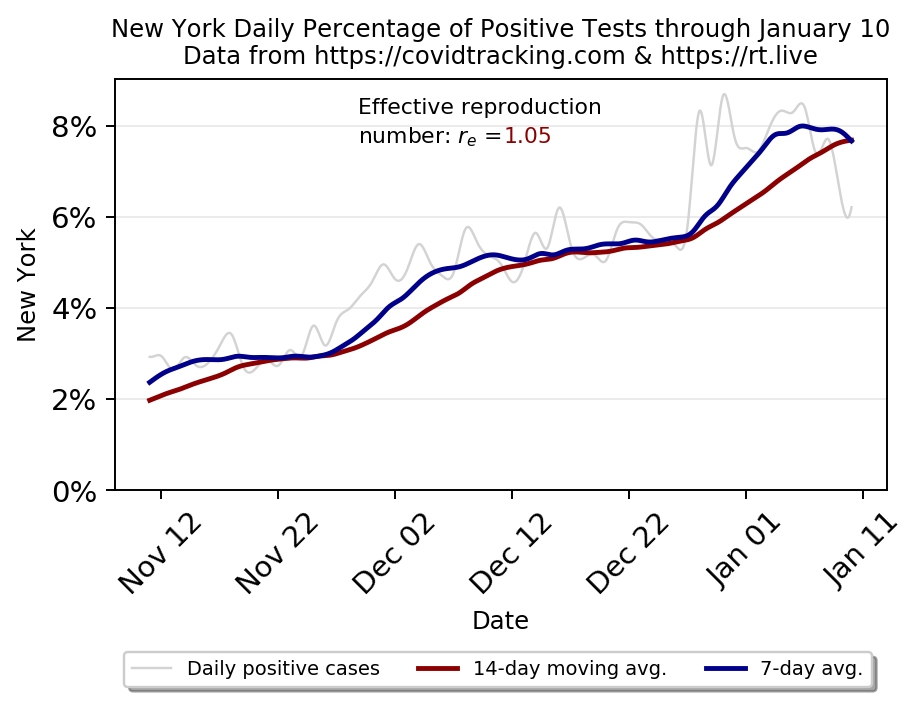 New York Daily Percentage of Positive Tests through January 10
Data from https://covidtracking.com & https://rt.live
Effective reproduction
number: rₑ =1.05
8%
6%
4%
2%
0%
New York
Nov 12
Nov 22
Dec 02
Dec 12
Dec 22
Jan 01
Jan 11
Date
Daily positive cases
14-day moving avg.
7-day avg.